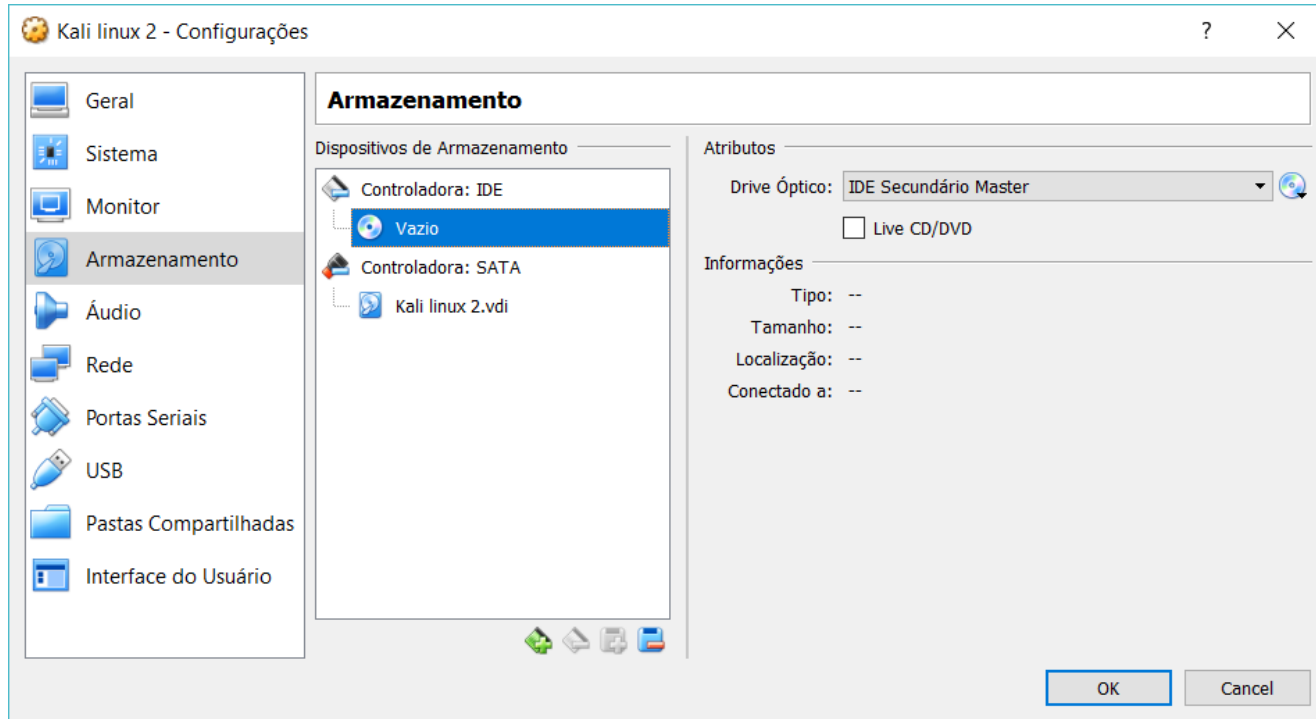 Kali linux 2 - Configurações
?
Geral
Sistema
Monitor
Armazenamento
Áudio
Rede
Portas Seriais
USB
Pastas Compartilhadas
Interface do Usuário
Armazenamento
Dispositivos de Armazenamento
Controladora: IDE
Vazio
Controladora: SATA
Kali linux 2.vdi
Atributos
Drive Óptico: IDE Secundário Master
Live CD/DVD
Informações
Tipo: --
Tamanho: --
Localização: --
Conectado a: --
OK
Cancel